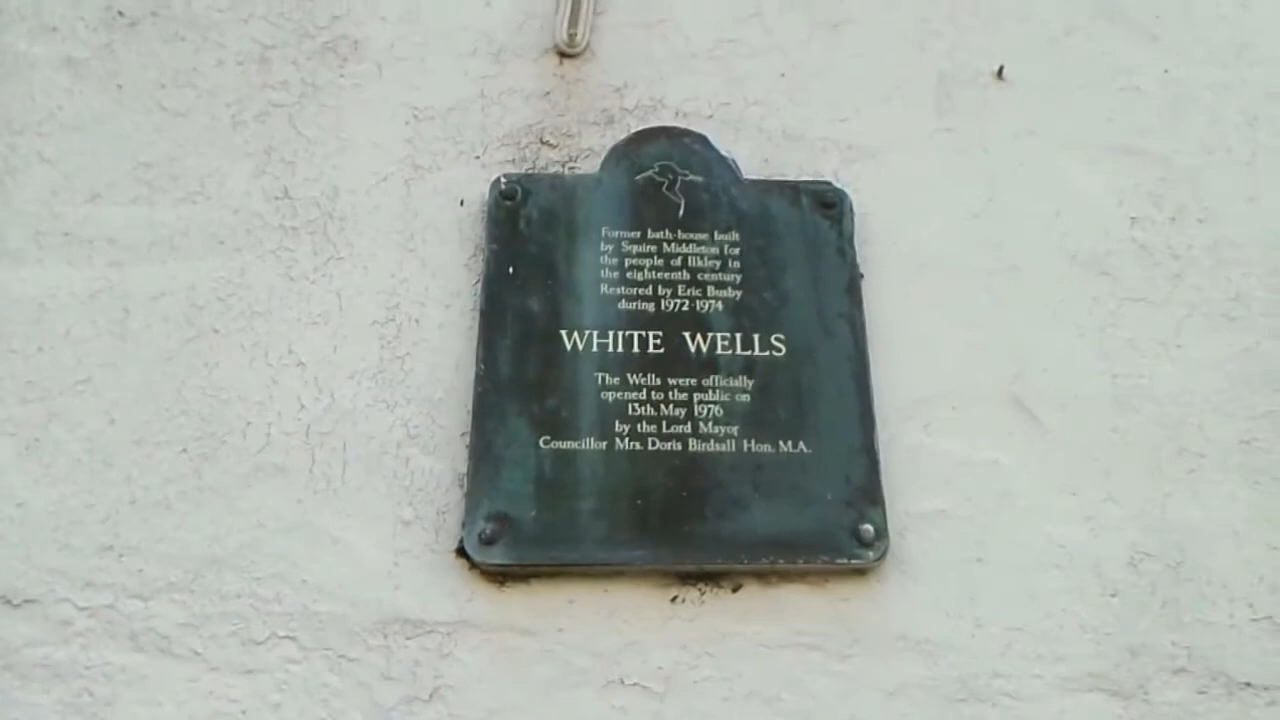 Former bath-house built
by Squire Middleton for
the people of Ilkley in
the eighteenth century
Restored by Eric Busby
during 1972-1974
WHITE WELLS
The Wells were officially
opened to the public on
13th. May 1976
by the Lord Mayor
Councillor Mrs. Doris Birdsall Hon. M.A.